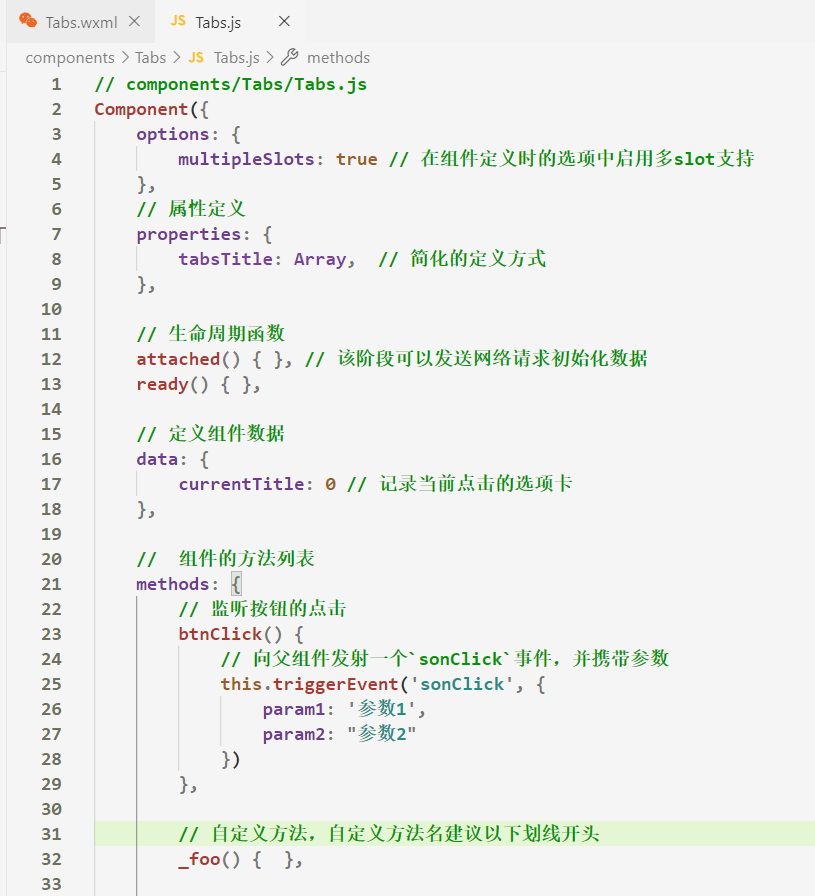 Tabs.wxml
JS Tabs.js
components > Tabs > JS Tabs.js > methods
1 // components/Tabs/Tabs.js
2 Component({
3     options: {
4         multipleSlots: true // 在组件定义时的选项中启用多slot支持
5     },
6     // 属性定义
7     properties: {
8         tabsTitle: Array,  // 简化的定义方式
9     },
10
11     // 生命周期函数
12     attached() { }, // 该阶段可以发送网络请求初始化数据
13     ready() { },
14
15     // 定义组件数据
16     data: {
17         currentTitle: 0 // 记录当前点击的选项卡
18     },
19
20     //  组件的方法列表
21     methods: {
22         // 监听按钮的点击
23         btnClick() {
24             // 向父组件发射一个`sonClick`事件，并携带参数
25             this.triggerEvent('sonClick', {
26                 param1: '参数1',
27                 param2: "参数2"
28             })
29         },
30
31         // 自定义方法，自定义方法名建议以下划线开头
32         _foo() {  },
33